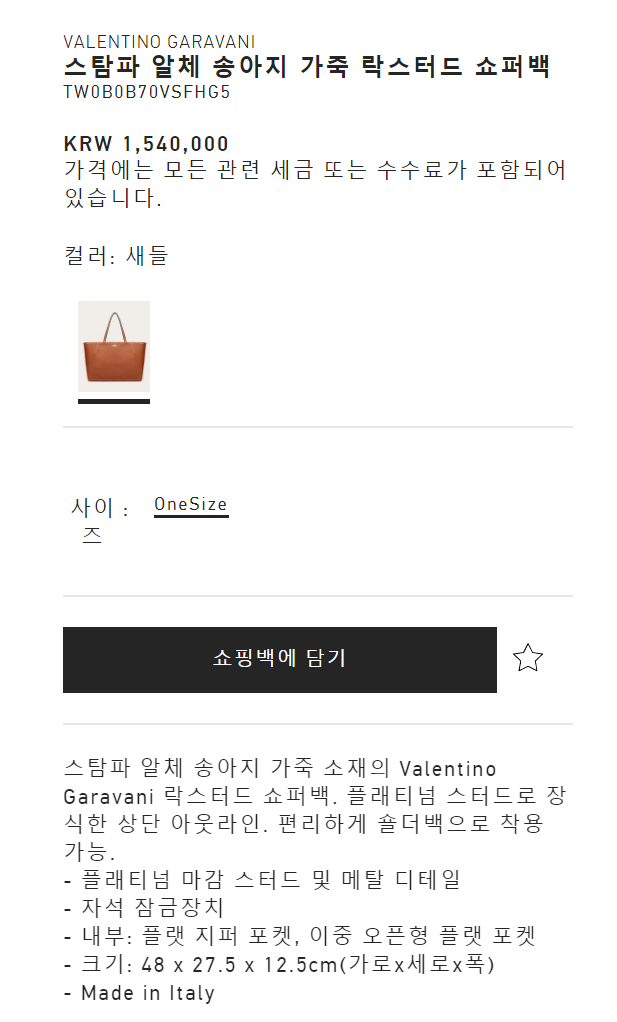 VALENTINO GARAVANI
스탐파 알체 송아지 가죽 락스터드 쇼퍼백
TW0B0B70VSFHG5
KRW 1,540,000
가격에는 모든 관련 세금 또는 수수료가 포함되어
있습니다.
컬러: 새들
사이 :
즈
OneSize
쇼핑백에 담기
스탐파 알체 송아지 가죽 소재의 Valentino
Garavani 락스터드 쇼퍼백. 플래티넘 스터드로 장
식한 상단 아웃라인. 편리하게 숄더백으로 착용
가능.
- 플래티넘 마감 스터드 및 메탈 디테일
- 자석 잠금장치
- 내부: 플랫 지퍼 포켓, 이중 오픈형 플랫 포켓
- 크기: 48 x 27.5 x 12.5cm(가로x세로x폭)
- Made in Italy